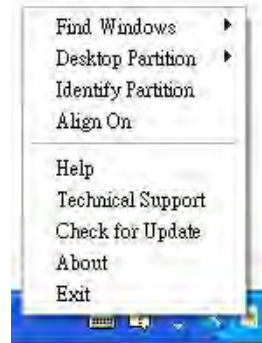 Find Windows
Desktop Partition
Identify Partition
Align On
Help
Technical Support
Check for Update
About
Exit